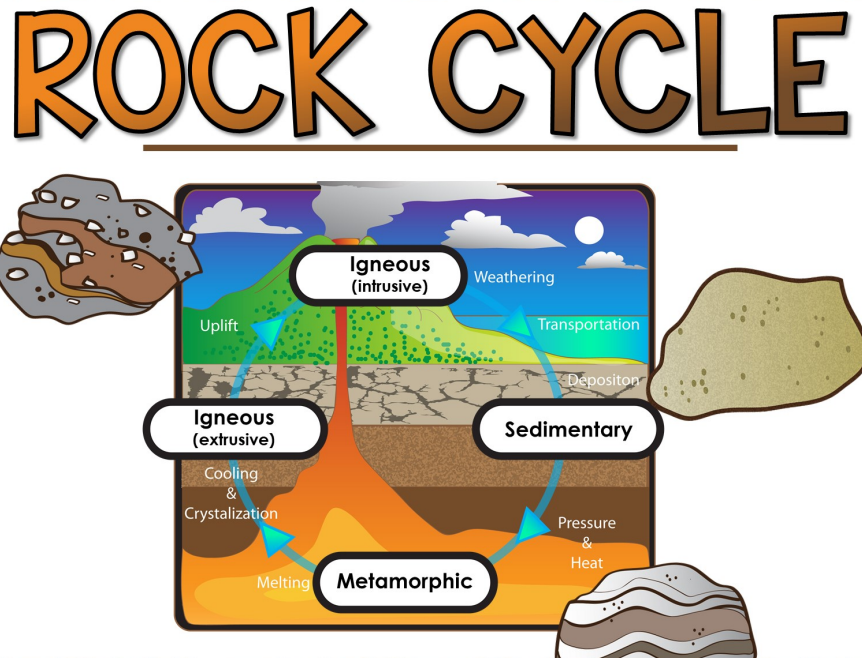 ROCK CYCLE
Igneous
(intrusive)
Weathering
Uplift
Transportation
Depositon
Igneous
(extrusive)
Sedimentary
Cooling
&
Crystalization
Pressure
&
Heat
Melting
Metamorphic